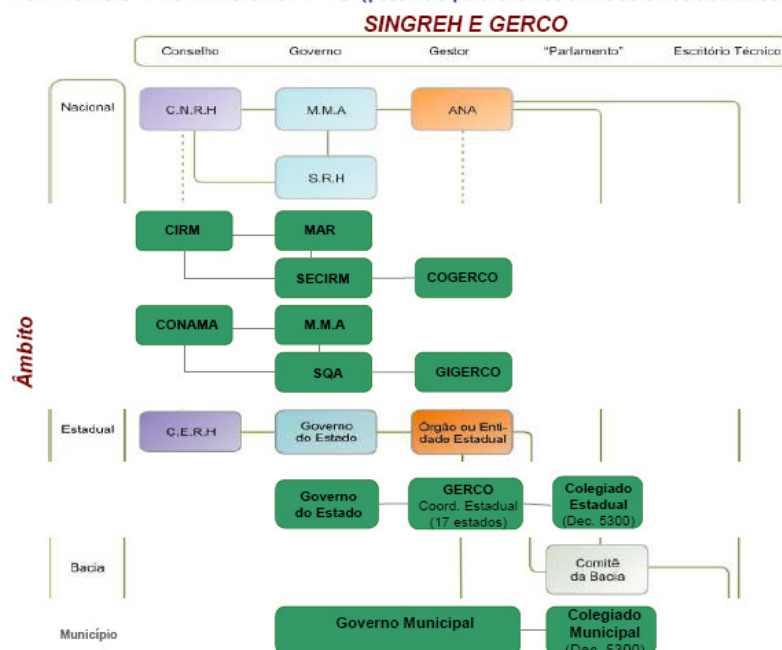 SINGREH E GERCO
Conselho Governo Gestor "Parlamento" Escritório Técnico
Nacional
C.N.R.H M.M.A ANA
S.R.H
CIRM MAR
SECIRM COGERCO
CONAMA M.M.A
SQA GIGERCO
Âmbito
Estadual
C.E.R.H
Governo
do Estado
Órgão ou Enti-
dade Estadual
Governo
do Estado
GERCO
Coord. Estadual
(17 estados)
Colegiado
Estadual
(Dec. 5300)
Bacia
Comitê
da Bacia
Município
Governo Municipal
Colegiado
Municipal
(Dec. 5300)